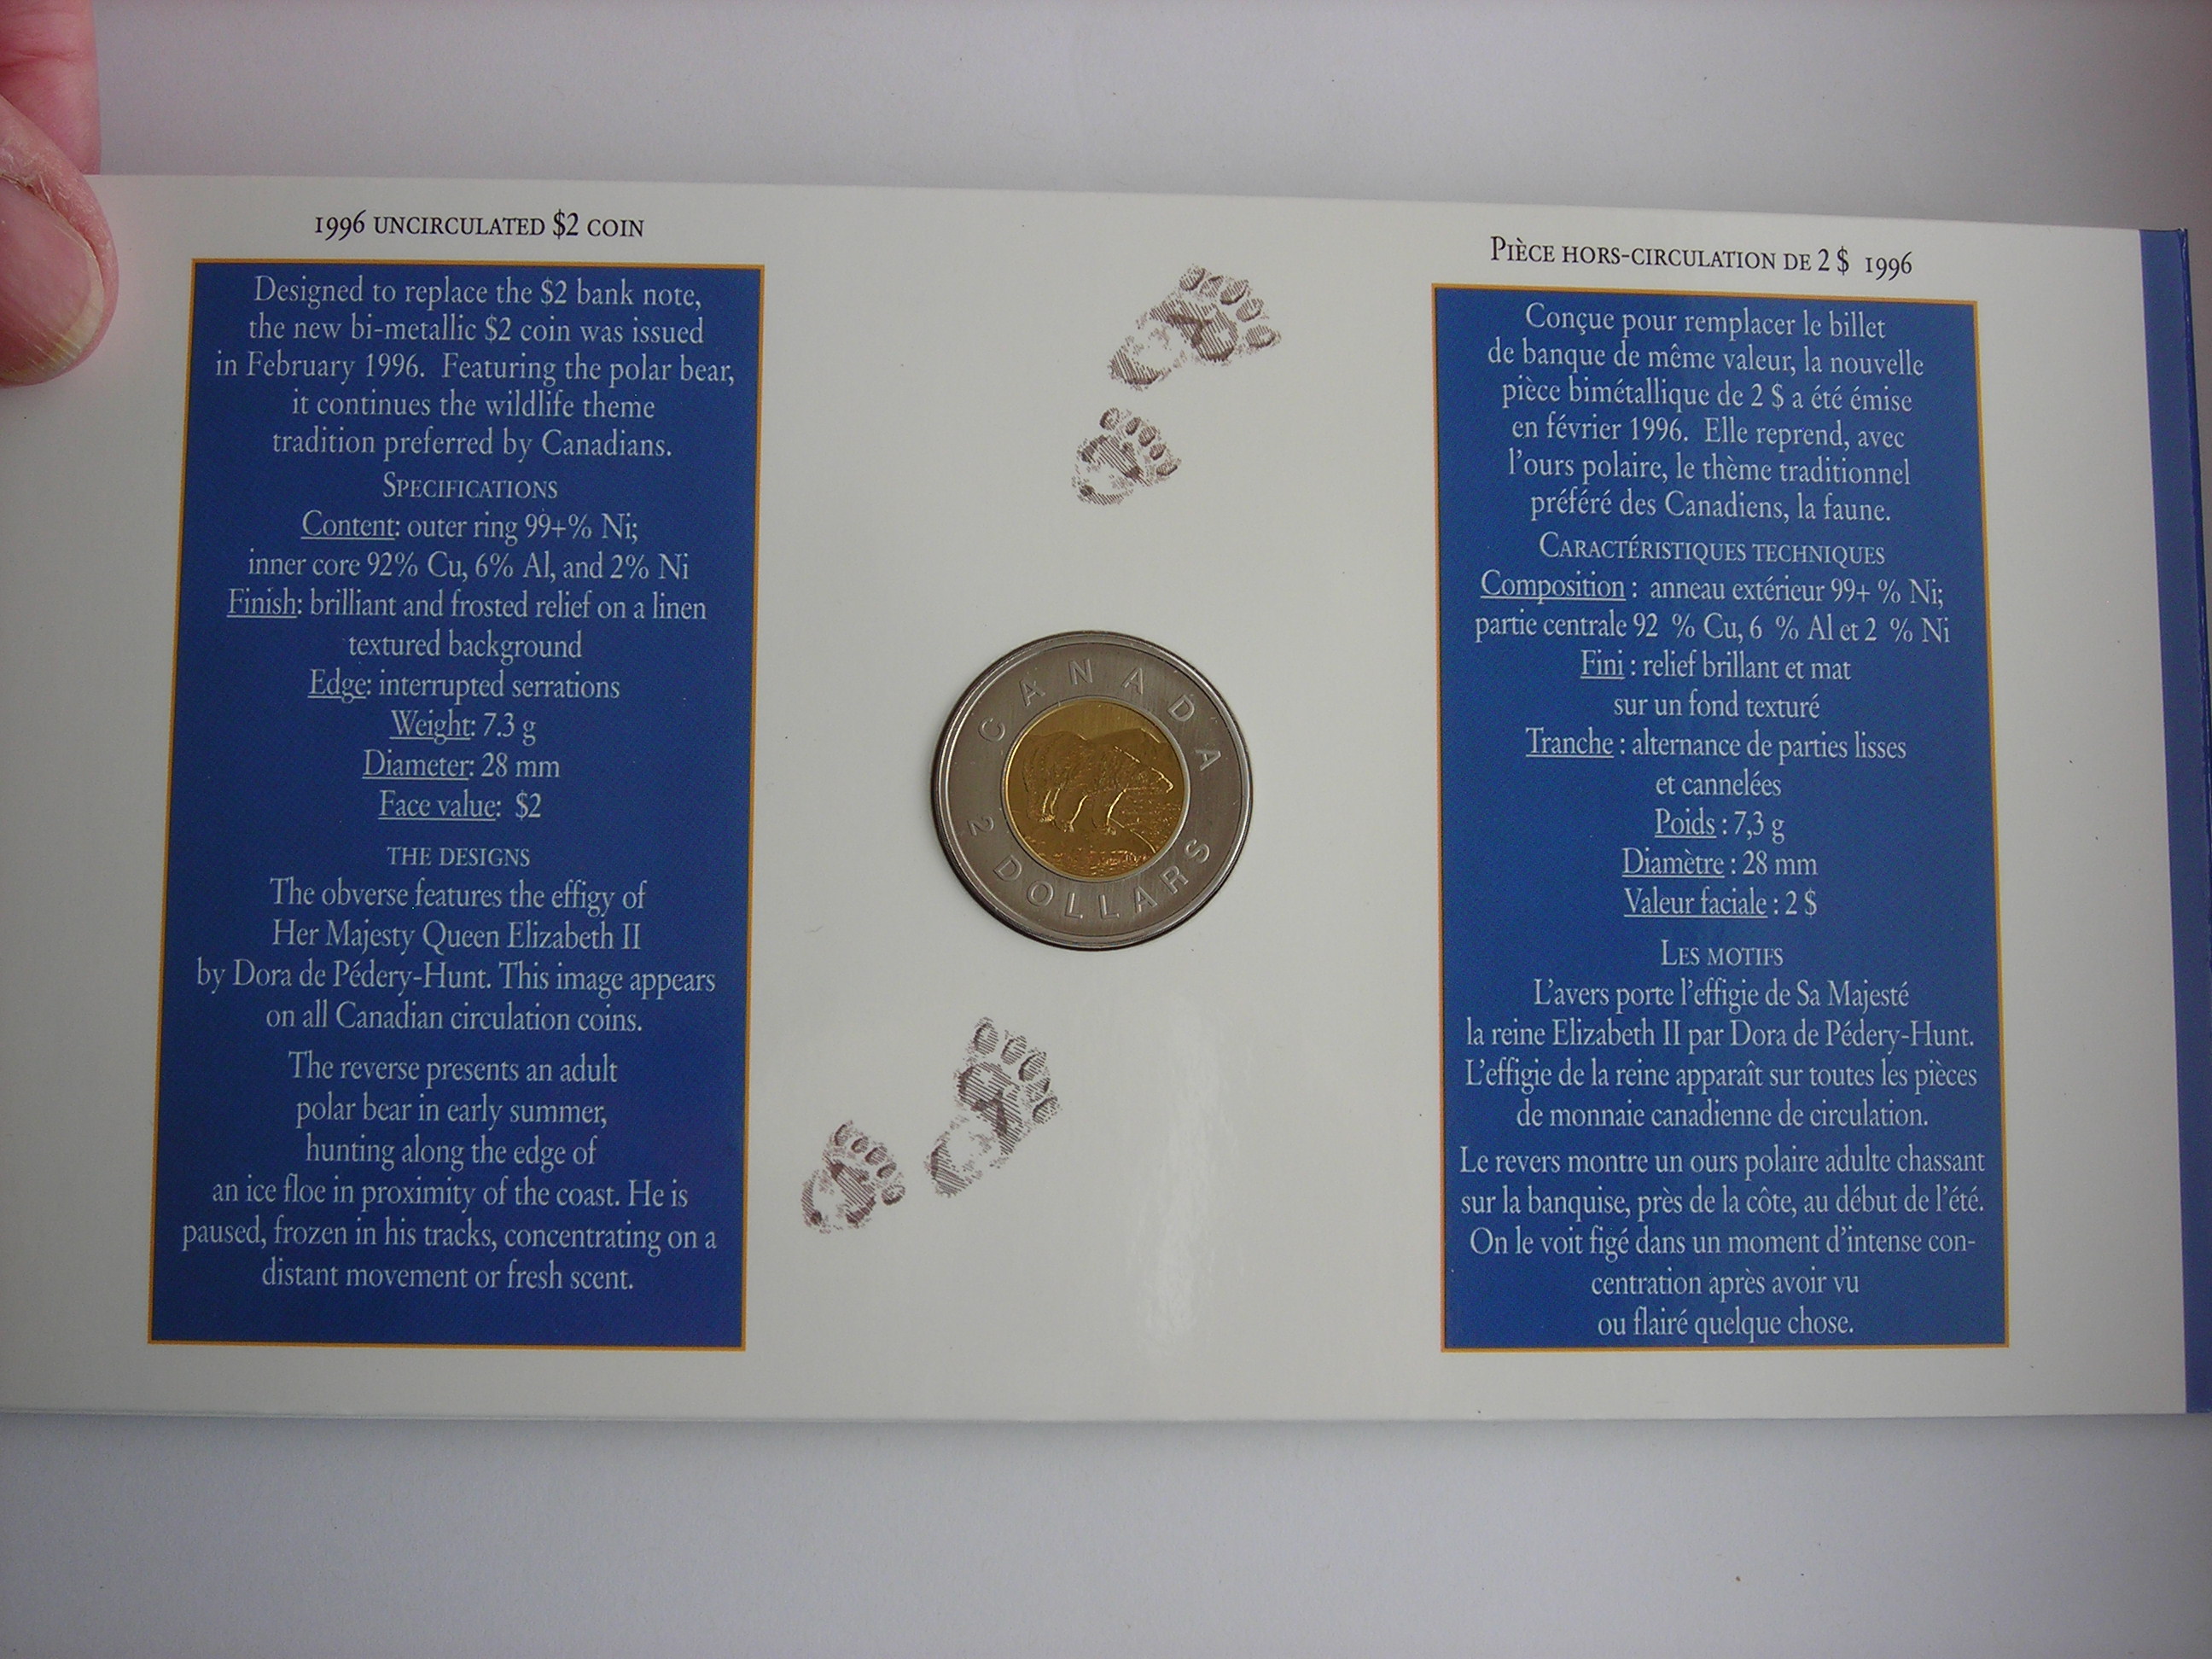 1996 UNCIRCULATED $2 COIN
Designed to replace the $2 bank note,
the new bi-metallic $2 coin was issued
in February 1996. Featuring the polar bear,
it continues the wildlife theme
tradition preferred by Canadians.
SPECIFICATIONS
Content: outer ring 99+% Ni;
inner core 92% Cu, 6% Al, and 2% Ni
Finish: brilliant and frosted relief on a linen
textured background
Edge: interrupted serrations
Weight: 7.3 g
Diameter: 28 mm
Face value: $2
THE DESIGNS
The obverse features the effigy of
Her Majesty Queen Elizabeth II
by Dora de Pédery-Hunt. This image appears
on all Canadian circulation coins.
The reverse presents an adult
polar bear in early summer,
hunting along the edge of
an ice floe in proximity of the coast. He is
paused, frozen in his tracks, concentrating on a
distant movement or fresh scent.
CANADA
2 DOLLARS
PIÈCE HORS-CIRCULATION DE 2 $ 1996
Conçue pour remplacer le billet
de banque de même valeur, la nouvelle
pièce bimétallique de 2 $ a été émise
en février 1996. Elle reprend, avec
l'ours polaire, le thème traditionnel
préféré des Canadiens, la faune.
CARACTÉRISTIQUES TECHNIQUES
Composition : anneau extérieur 99+ % Ni;
partie centrale 92 % Cu, 6 % Al et 2 % Ni
Fini : relief brillant et mat
sur un fond texturé
Tranche : alternance de parties lisses
et cannelées
Poids : 7,3 g
Diamètre : 28 mm
Valeur faciale : 2 $
LES MOTIFS
L'avers porte l'effigie de Sa Majesté
la reine Elizabeth II par Dora de Pédery-Hunt.
L'effigie de la reine apparaît sur toutes les pièces
de monnaie canadienne de circulation.
Le revers montre un ours polaire adulte chassant
sur la banquise, près de la côte, au début de l'été.
On le voit figé dans un moment d'intense con-
centration après avoir vu
ou flairé quelque chose.